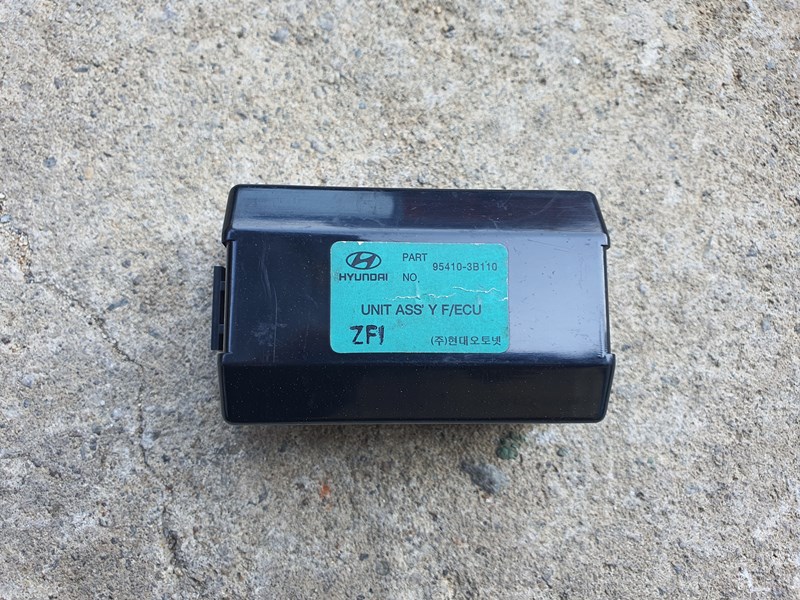 HYUNDAI
PART NO 95410-3B110
UNIT ASS'Y F/ECU
ZF1
(주)현대오토넷